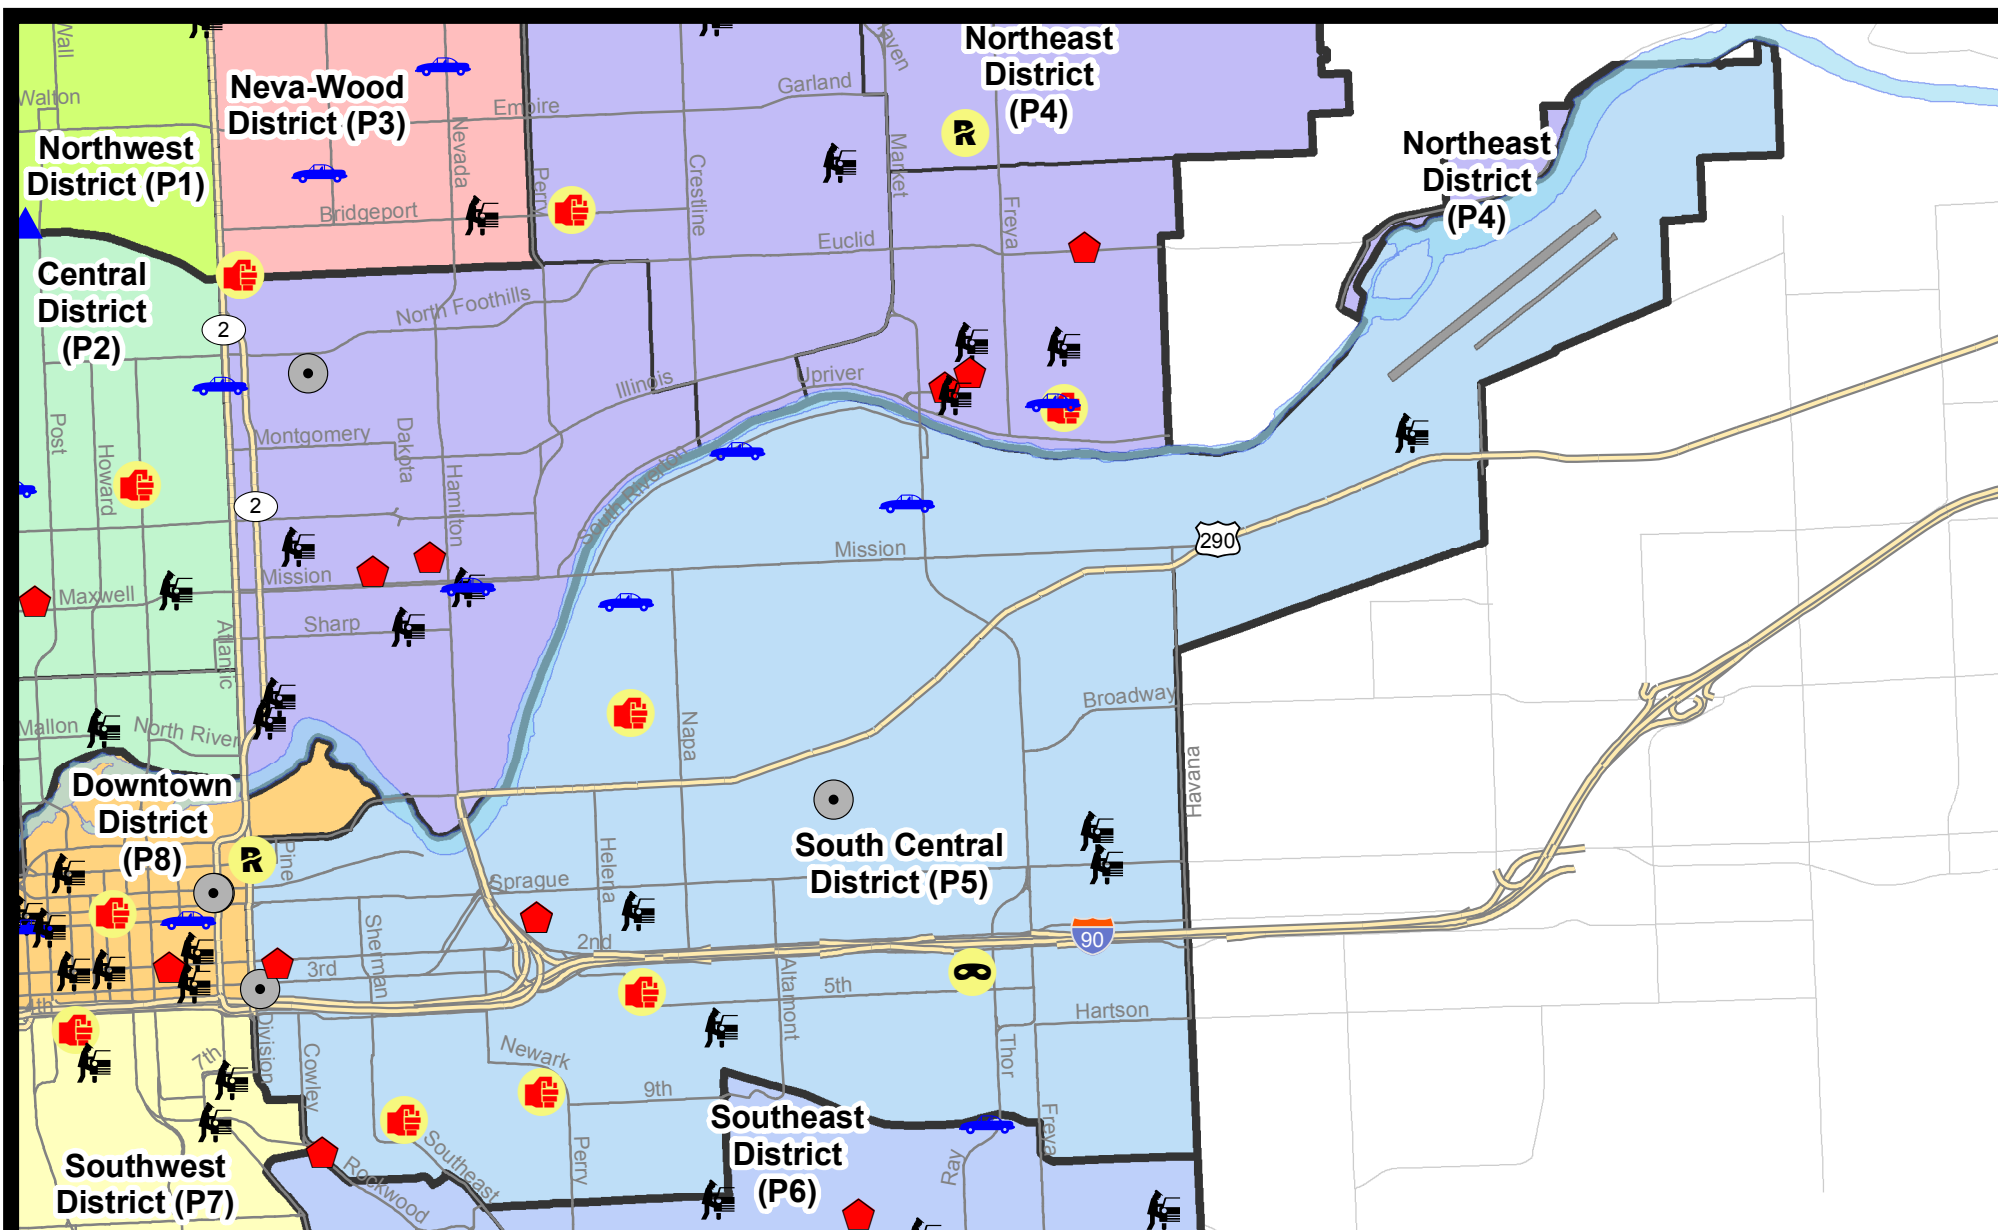 Wall
Haven
Northeast
District
(P4)
Neva-Wood
District (P3)
Garland
Walton
Empire
Northwest
District (P1)
Nevada
Perry
Crestline
Market
Northeast
District
(P4)
Bridgeport
Freya
Euclid
Central
District
(P2)
North Foothills
2
Illinois
Upriver
Post
Howard
Montgomery
Dakota
Hamilton
South Riverton
2
Mission
290
Mission
Maxwell
Sharp
Atlantic
Broadway
Napa
Mallon
North River
Havana
Downtown
District
(P8)
Pine
Helena
South Central
District (P5)
Sprague
Sherman
2nd
90
3rd
Altamont
5th
4th
Hartson
Division
Cowley
7th
Newark
Thor
9th
Southeast
District
(P6)
Freya
Perry
Southeast
Rockwood
Ray
Southwest
District (P7)